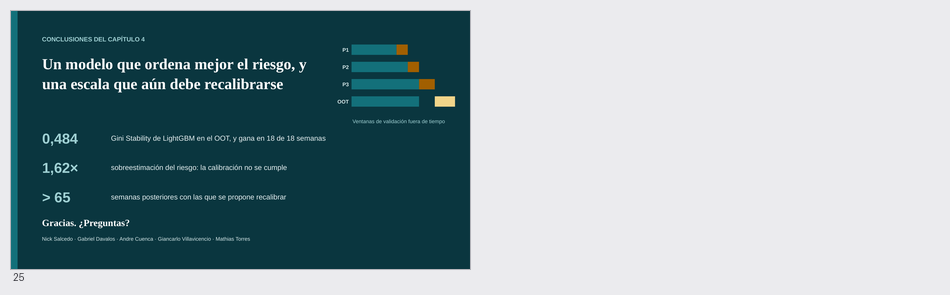 CONCLUSIONES DEL CAPÍTULO 4
Un modelo que ordena mejor el riesgo, y
una escala que aún debe recalibrarse
P1
P2
P3
OOT
Ventanas de validación fuera de tiempo
0,484 Gini Stability de LightGBM en el OOT, y gana en 18 de 18 semanas
1,62× sobreestimación del riesgo: la calibración no se cumple
> 65 semanas posteriores con las que se propone recalibrar
Gracias. ¿Preguntas?
Nick Salcedo · Gabriel Davalos · Andre Cuenca · Giancarlo Villavicencio · Mathias Torres
25